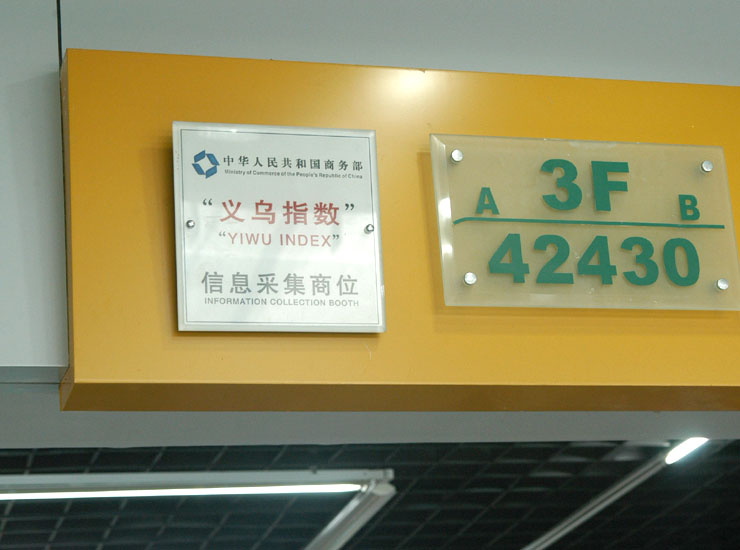 中华人民共和国商务部
Ministry of Commerce of the People's Republic of China
“义乌指数”
“YIWU INDEX”
信息采集商位
INFORMATION COLLECTION BOOTH
3F
A B
42430